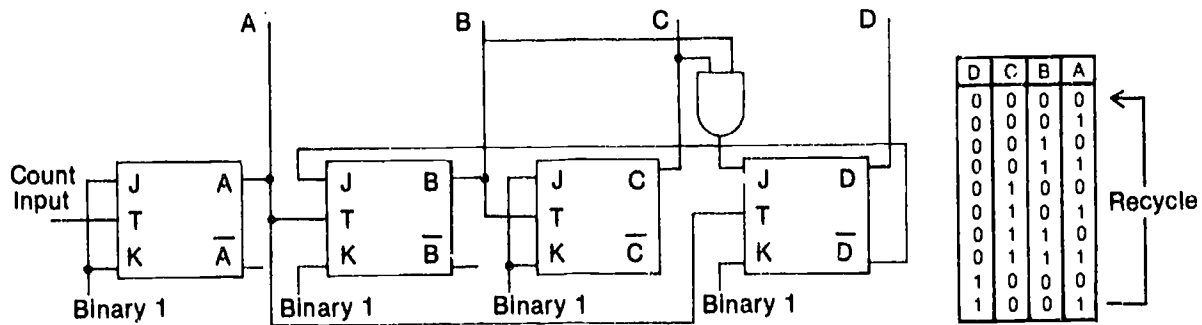 A B C D
Count
Input
J A
T
K A̅
Binary 1
J B
T
K B̅
Binary 1
J C
T
K C̅
Binary 1
J D
T
K D̅
Binary 1
D C B A
0 0 0 0
0 0 0 1
0 0 1 0
0 0 1 1
0 1 0 0
0 1 0 1
0 1 1 0
0 1 1 1
1 0 0 0
1 0 0 1
Recycle